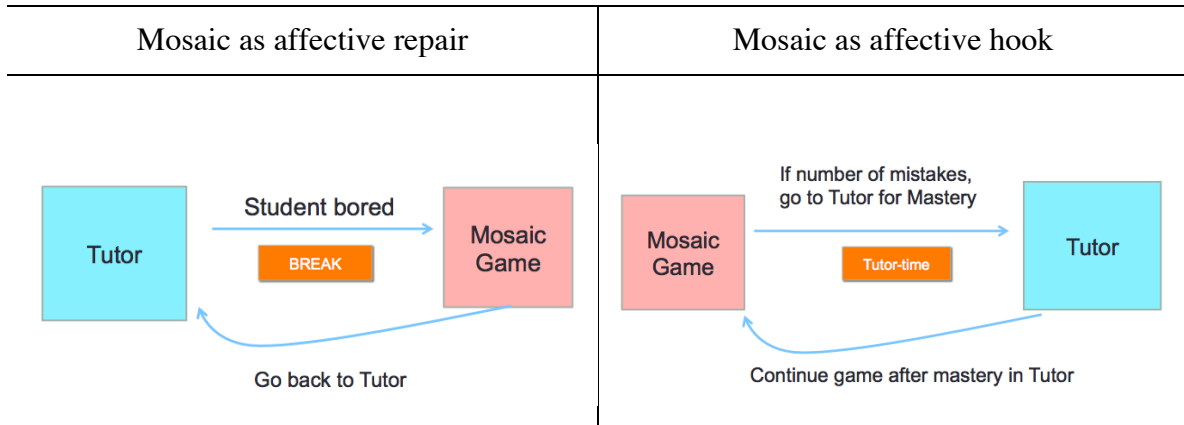 Mosaic as affective repair
Mosaic as affective hook
Tutor
Student bored
BREAK
Mosaic
Game
Go back to Tutor
Mosaic
Game
If number of mistakes,
go to Tutor for Mastery
Tutor-time
Tutor
Continue game after mastery in Tutor